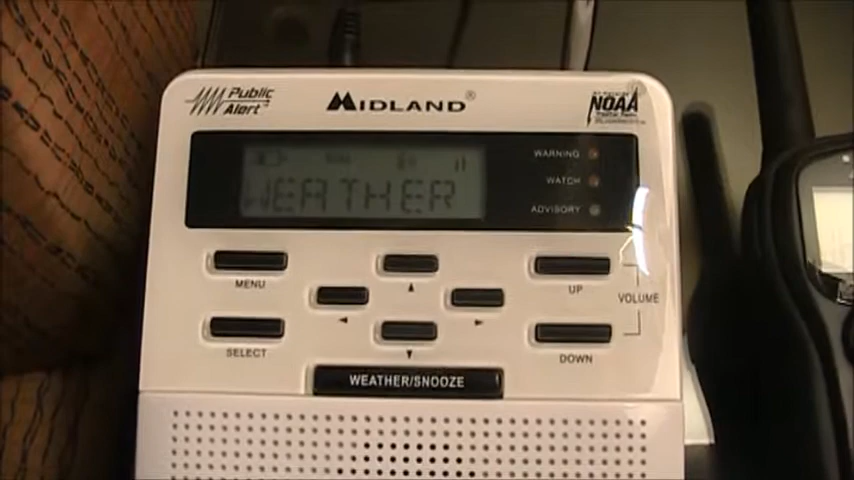 Public
Alert
MIDLAND®
NOAA
WEATHER
WARNING
WATCH
ADVISORY
MENU
UP
VOLUME
SELECT
DOWN
WEATHER/SNOOZE